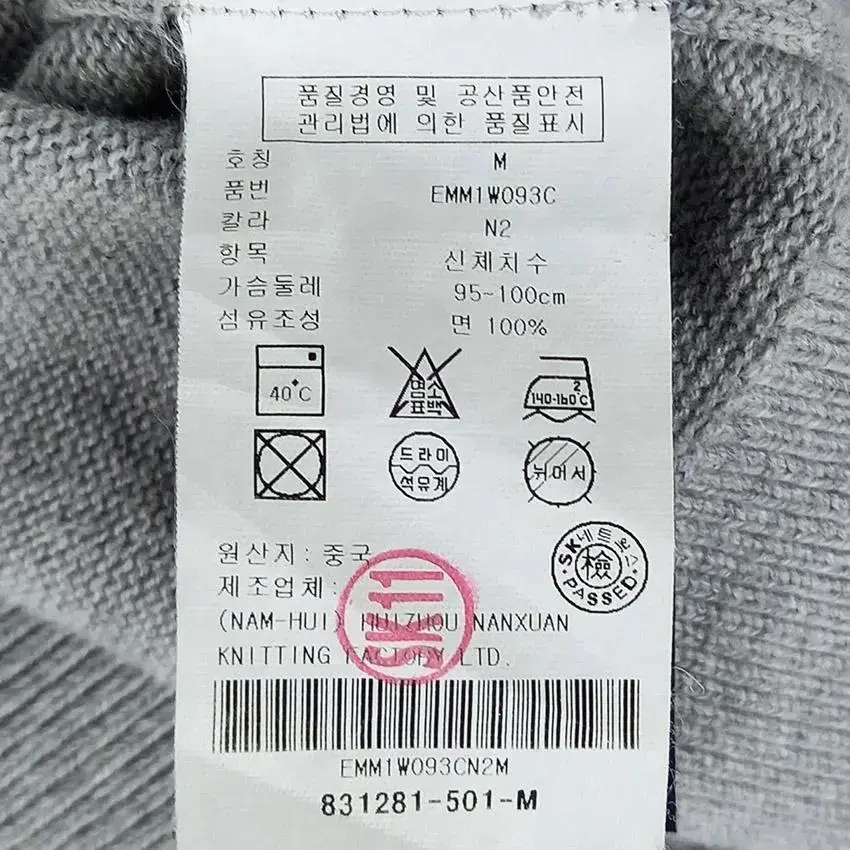 품질경영 및 공산품안전
관리법에 의한 품질표시
호칭 M
품번 EMM1W093C
칼라 N2
항목 신체치수
가슴둘레 95~100cm
섬유조성 면 100%
40°C
염소
표백
2
140-160°C
드라이
석유계
뉘어서
원산지: 중국
SK네트웍스
檢
PASSED
제조업체:
SK11
(NAM-HUI) HUIZHOU NANXUAN
KNITTING FACTORY LTD.
EMM1W093CN2M
831281-501-M